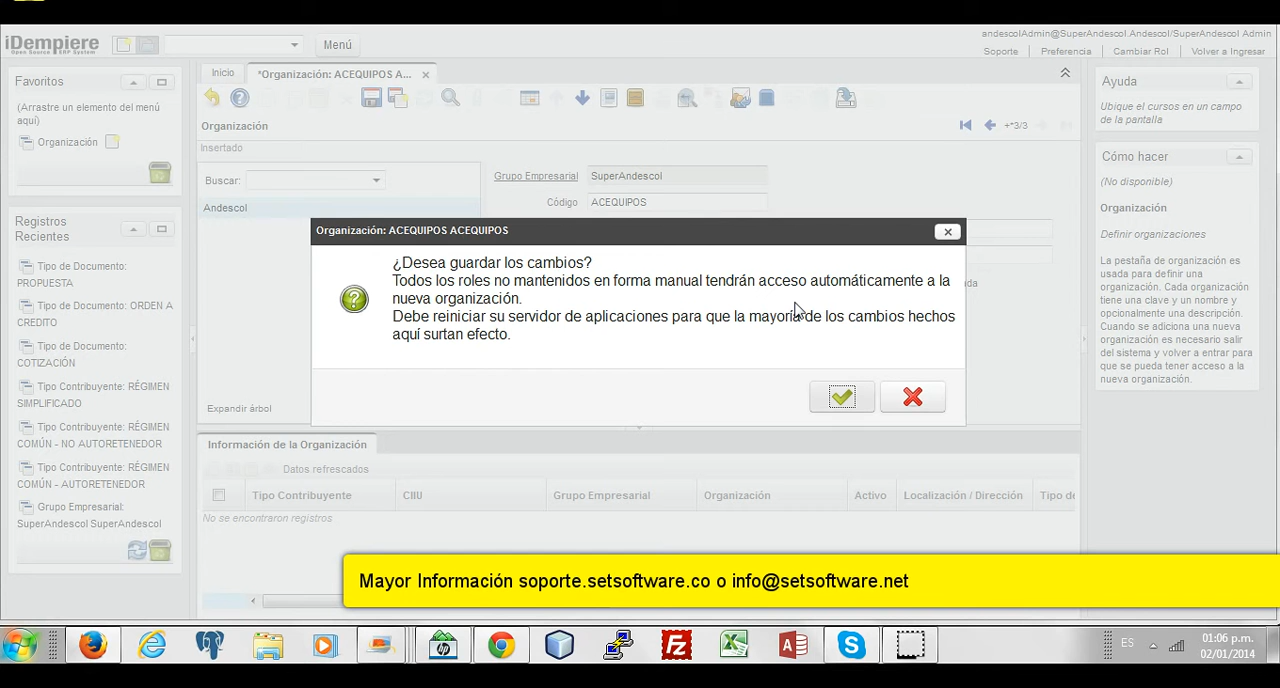 iDempiere
Open Source ERP System
Menú
andescolAdmin@SuperAndescol.Andescol/SuperAndescol Admin
Soporte
Preferencia
Cambiar Rol
Volver a Ingresar
Favoritos
(Arrastre un elemento del menú
aquí)
Organización
Registros
Recientes
Tipo de Documento:
PROPUESTA
Tipo de Documento: ORDEN A
CREDITO
Tipo de Documento:
COTIZACIÓN
Tipo Contribuyente: RÉGIMEN
SIMPLIFICADO
Tipo Contribuyente: RÉGIMEN
COMÚN - NO AUTORETENEDOR
Tipo Contribuyente: RÉGIMEN
COMÚN - AUTORETENEDOR
Grupo Empresarial:
SuperAndescol SuperAndescol
Inicio
*Organización: ACEQUIPOS A...
Organización
+*3/3
Insertado
Buscar:
Andescol
Expandir árbol
Grupo Empresarial
SuperAndescol
Código
ACEQUIPOS
Organización: ACEQUIPOS ACEQUIPOS
¿Desea guardar los cambios?
Todos los roles no mantenidos en forma manual tendrán acceso automáticamente a la
nueva organización.
Debe reiniciar su servidor de aplicaciones para que la mayoría de los cambios hechos
aquí surtan efecto.
Información de la Organización
Datos refrescados
Tipo Contribuyente
CIIU
Grupo Empresarial
Organización
Activo
Localización / Dirección
Tipo de
No se encontraron registros
Ayuda
Ubique el cursos en un campo
de la pantalla
Cómo hacer
(No disponible)
Organización
Definir organizaciones
La pestaña de organización es
usada para definir una
organización. Cada organización
tiene una clave y un nombre y
opcionalmente una descripción.
Cuando se adiciona una nueva
organización es necesario salir
del sistema y volver a entrar para
que se pueda tener acceso a la
nueva organización.
Mayor Información soporte.setsoftware.co o info@setsoftware.net
ES
01:06 p.m.
02/01/2014